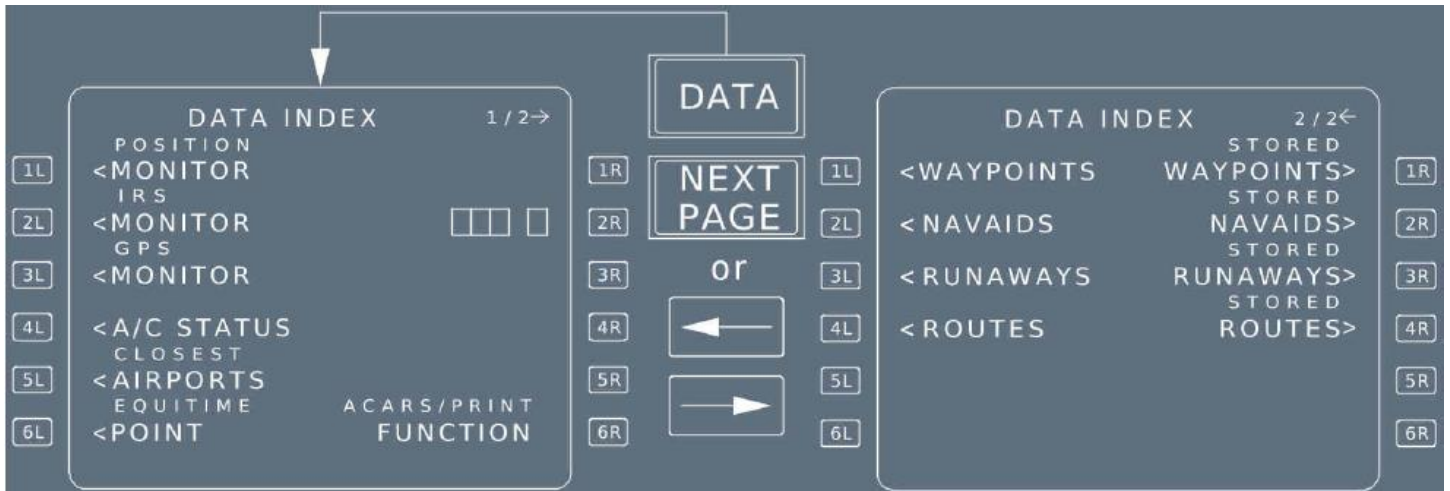 DATA INDEX 1/2→
POSITION
1L <MONITOR 1R
IRS
2L <MONITOR 2R
GPS
3L <MONITOR 3R
4L <A/C STATUS 4R
CLOSEST
5L <AIRPORTS 5R
EQUITIME ACARS/PRINT
6L <POINT FUNCTION 6R
DATA
NEXT
PAGE
or
DATA INDEX 2/2←
STORED
1L <WAYPOINTS WAYPOINTS> 1R
STORED
2L <NAVAIDS NAVAIDS> 2R
STORED
3L <RUNAWAYS RUNAWAYS> 3R
STORED
4L <ROUTES ROUTES> 4R
5L 5R
6L 6R